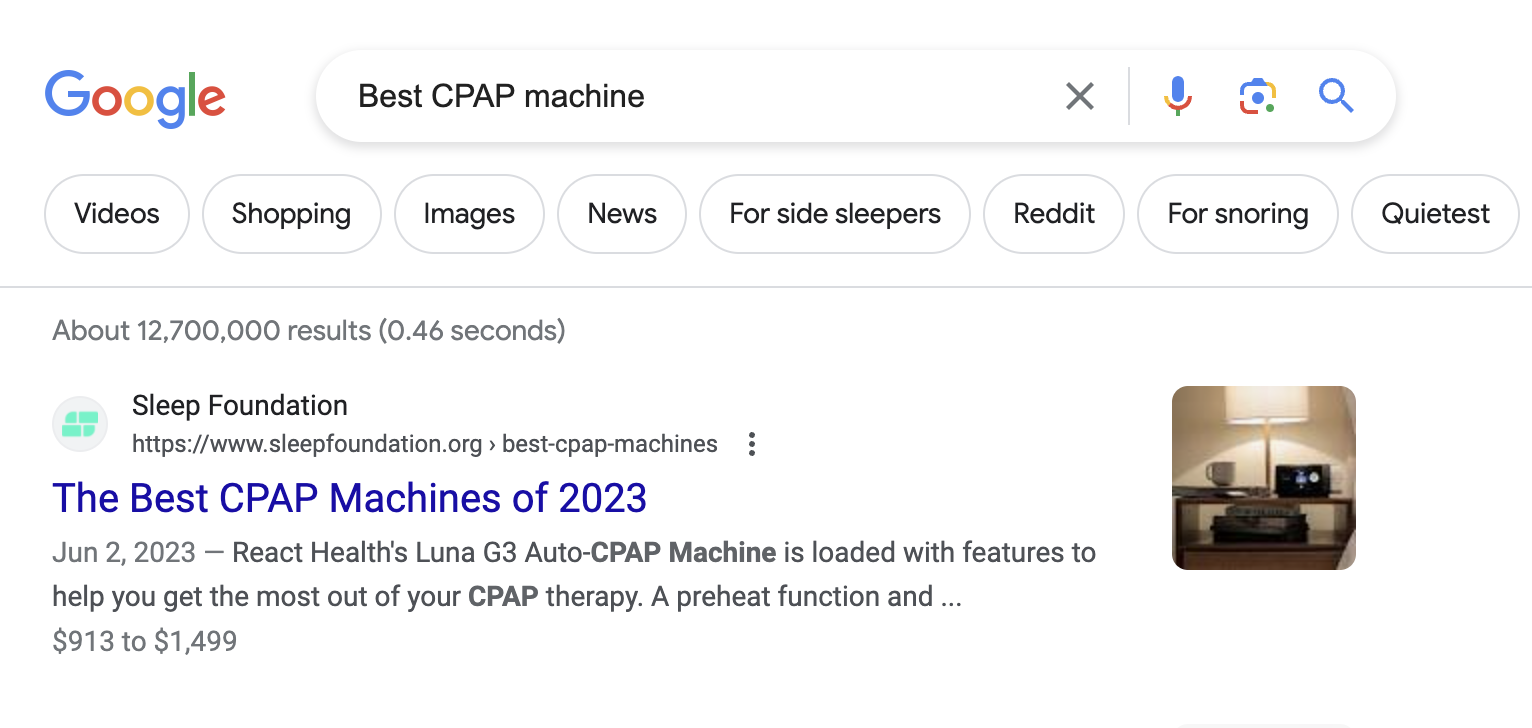 Google
Best CPAP machine
Videos
Shopping
Images
News
For side sleepers
Reddit
For snoring
Quietest
About 12,700,000 results (0.46 seconds)
Sleep Foundation
https://www.sleepfoundation.org › best-cpap-machines
The Best CPAP Machines of 2023
Jun 2, 2023 — React Health's Luna G3 Auto-CPAP Machine is loaded with features to
help you get the most out of your CPAP therapy. A preheat function and ...
$913 to $1,499